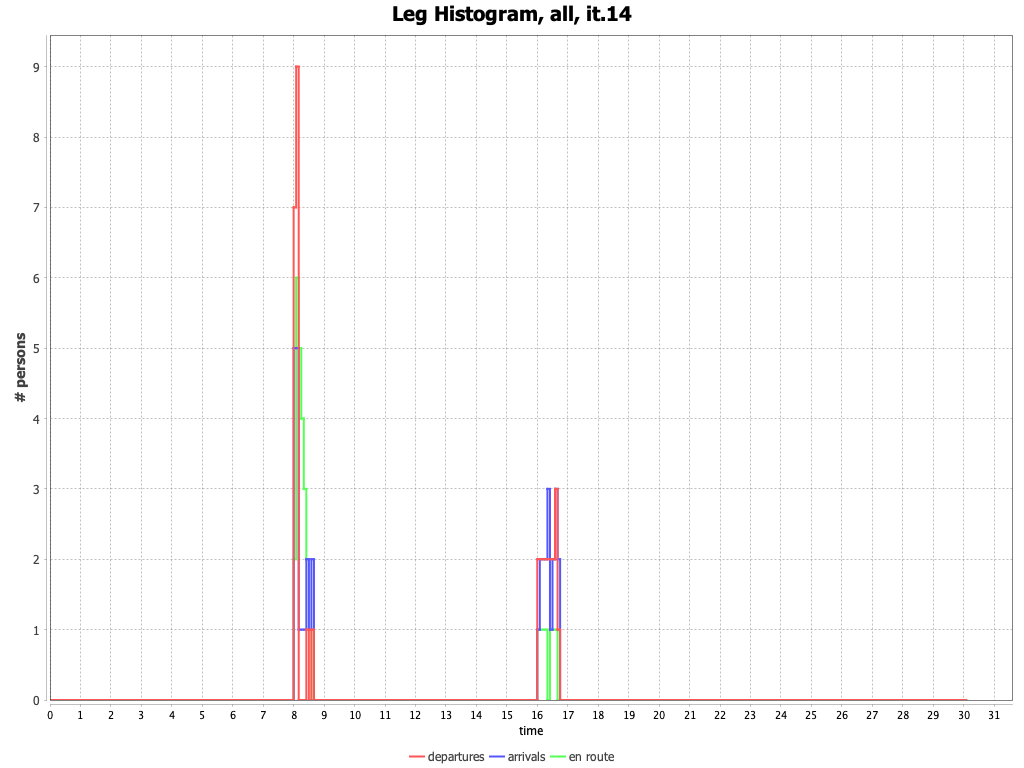 Leg Histogram, all, it.14
# persons
9
8
7
6
5
4
3
2
1
0
0 1 2 3 4 5 6 7 8 9 10 11 12 13 14 15 16 17 18 19 20 21 22 23 24 25 26 27 28 29 30 31
time
departures arrivals en route